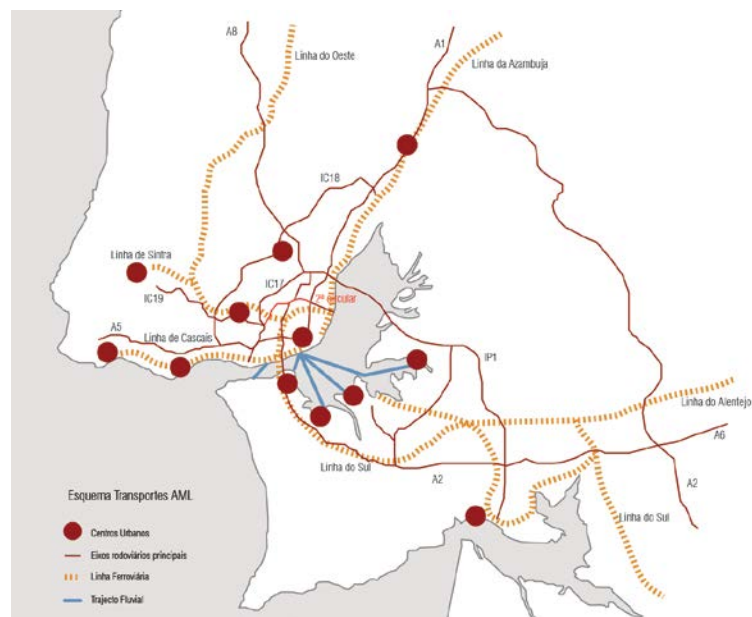 A8
A1
Linha do Oeste
Linha da Azambuja
IC18
Linha de Sintra
IC17
2ª circular
IC19
A5
Linha de Cascais
IP1
Linha do Alentejo
A6
Linha do Sul
A2
A2
Linha do Sul
Esquema Transportes AML
Centros Urbanos
Eixos rodoviários principais
Linha Ferroviária
Trajecto Fluvial